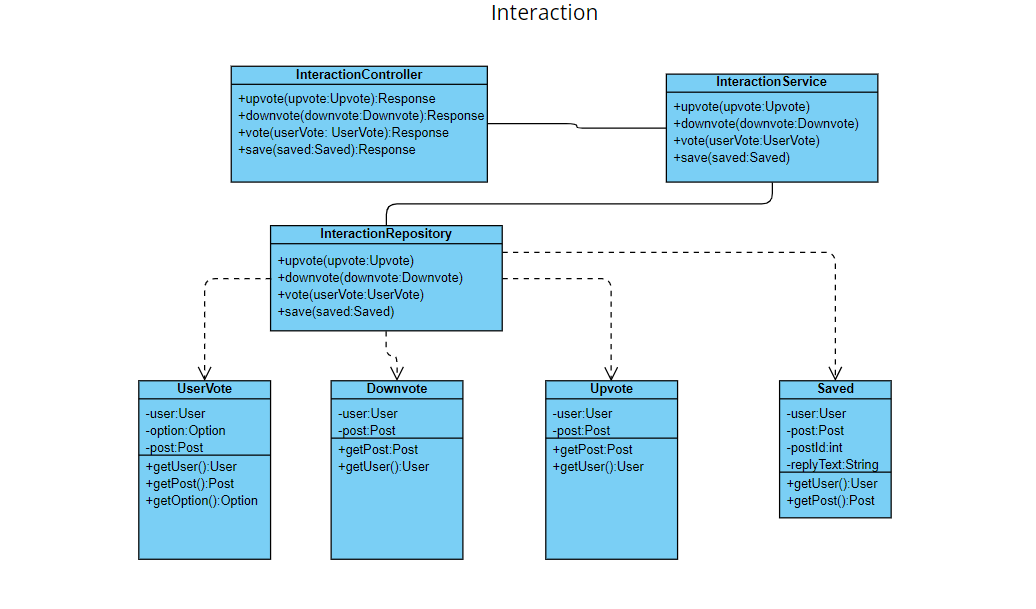 Interaction
InteractionController
+upvote(upvote:Upvote):Response
+downvote(downvote:Downvote):Response
+vote(userVote: UserVote):Response
+save(saved:Saved):Response
InteractionService
+upvote(upvote:Upvote)
+downvote(downvote:Downvote)
+vote(userVote:UserVote)
+save(saved:Saved)
InteractionRepository
+upvote(upvote:Upvote)
+downvote(downvote:Downvote)
+vote(userVote:UserVote)
+save(saved:Saved)
UserVote
-user:User
-option:Option
-post:Post
+getUser():User
+getPost():Post
+getOption():Option
Downvote
-user:User
-post:Post
+getPost:Post
+getUser():User
Upvote
-user:User
-post:Post
+getPost:Post
+getUser():User
Saved
-user:User
-post:Post
-postId:int
-replyText:String
+getUser():User
+getPost():Post